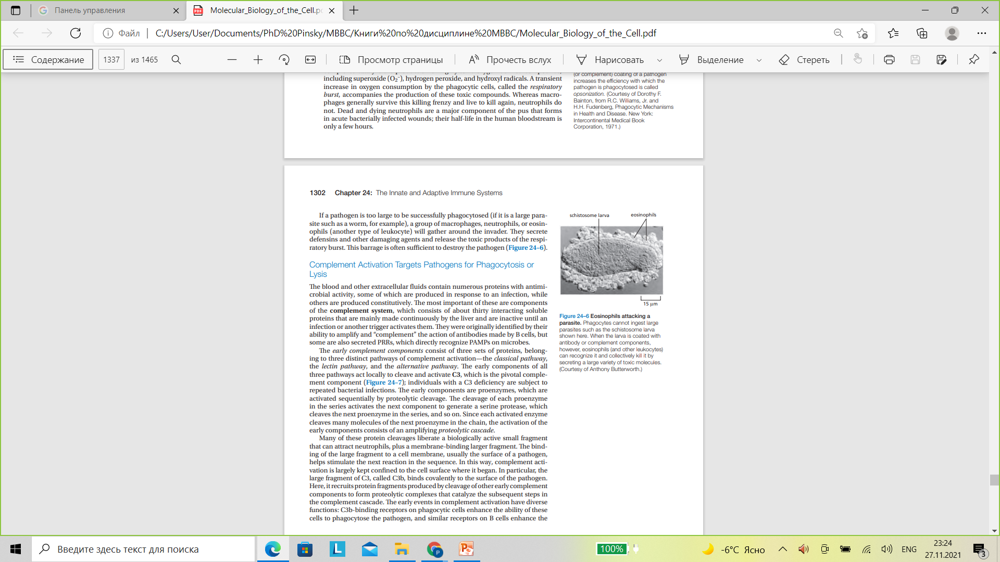 Панель управления
Molecular_Biology_of_the_Cell.pd
Файл
C:/Users/User/Documents/PhD%20Pinsky/MBBC/Книги%20по%20дисциплине%20MBBC/Molecular_Biology_of_the_Cell.pdf
Содержание
1337 из 1465
Просмотр страницы
Прочесть вслух
Нарисовать
Выделение
Стереть
including superoxide (O₂⁻), hydrogen peroxide, and hydroxyl radicals. A transient
increase in oxygen consumption by the phagocytic cells, called the respiratory
burst, accompanies the production of these toxic compounds. Whereas macro-
phages generally survive this killing frenzy and live to kill again, neutrophils do
not. Dead and dying neutrophils are a major component of the pus that forms
in acute bacterially infected wounds; their half-life in the human bloodstream is
only a few hours.
(or complement) coating of a pathogen
increases the efficiency with which the
pathogen is phagocytosed is called
opsonization. (Courtesy of Dorothy F.
Bainton, from R.C. Williams, Jr. and
H.H. Fudenberg, Phagocytic Mechanisms
in Health and Disease. New York:
Intercontinental Medical Book
Corporation, 1971.)
1302 Chapter 24: The Innate and Adaptive Immune Systems
If a pathogen is too large to be successfully phagocytosed (if it is a large para-
site such as a worm, for example), a group of macrophages, neutrophils, or eosin-
ophils (another type of leukocyte) will gather around the invader. They secrete
defensins and other damaging agents and release the toxic products of the respi-
ratory burst. This barrage is often sufficient to destroy the pathogen (Figure 24–6).
Complement Activation Targets Pathogens for Phagocytosis or
Lysis
The blood and other extracellular fluids contain numerous proteins with antimi-
crobial activity, some of which are produced in response to an infection, while
others are produced constitutively. The most important of these are components
of the complement system, which consists of about thirty interacting soluble
proteins that are mainly made continuously by the liver and are inactive until an
infection or another trigger activates them. They were originally identified by their
ability to amplify and “complement” the action of antibodies made by B cells, but
some are also secreted PRRs, which directly recognize PAMPs on microbes.
The early complement components consist of three sets of proteins, belong-
ing to three distinct pathways of complement activation—the classical pathway,
the lectin pathway, and the alternative pathway. The early components of all
three pathways act locally to cleave and activate C3, which is the pivotal comple-
ment component (Figure 24–7); individuals with a C3 deficiency are subject to
repeated bacterial infections. The early components are proenzymes, which are
activated sequentially by proteolytic cleavage. The cleavage of each proenzyme
in the series activates the next component to generate a serine protease, which
cleaves the next proenzyme in the series, and so on. Since each activated enzyme
cleaves many molecules of the next proenzyme in the chain, the activation of the
early components consists of an amplifying proteolytic cascade.
Many of these protein cleavages liberate a biologically active small fragment
that can attract neutrophils, plus a membrane-binding larger fragment. The bind-
ing of the large fragment to a cell membrane, usually the surface of a pathogen,
helps stimulate the next reaction in the sequence. In this way, complement acti-
vation is largely kept confined to the cell surface where it began. In particular, the
large fragment of C3, called C3b, binds covalently to the surface of the pathogen.
Here, it recruits protein fragments produced by cleavage of other early complement
components to form proteolytic complexes that catalyze the subsequent steps in
the complement cascade. The early events in complement activation have diverse
functions: C3b-binding receptors on phagocytic cells enhance the ability of these
cells to phagocytose the pathogen, and similar receptors on B cells enhance the
schistosome larva eosinophils
15 µm
Figure 24–6 Eosinophils attacking a
parasite. Phagocytes cannot ingest large
parasites such as the schistosome larva
shown here. When the larva is coated with
antibody or complement components,
however, eosinophils (and other leukocytes)
can recognize it and collectively kill it by
secreting a large variety of toxic molecules.
(Courtesy of Anthony Butterworth.)
Введите здесь текст для поиска
100%
-6°C Ясно
ENG
23:24
27.11.2021
3